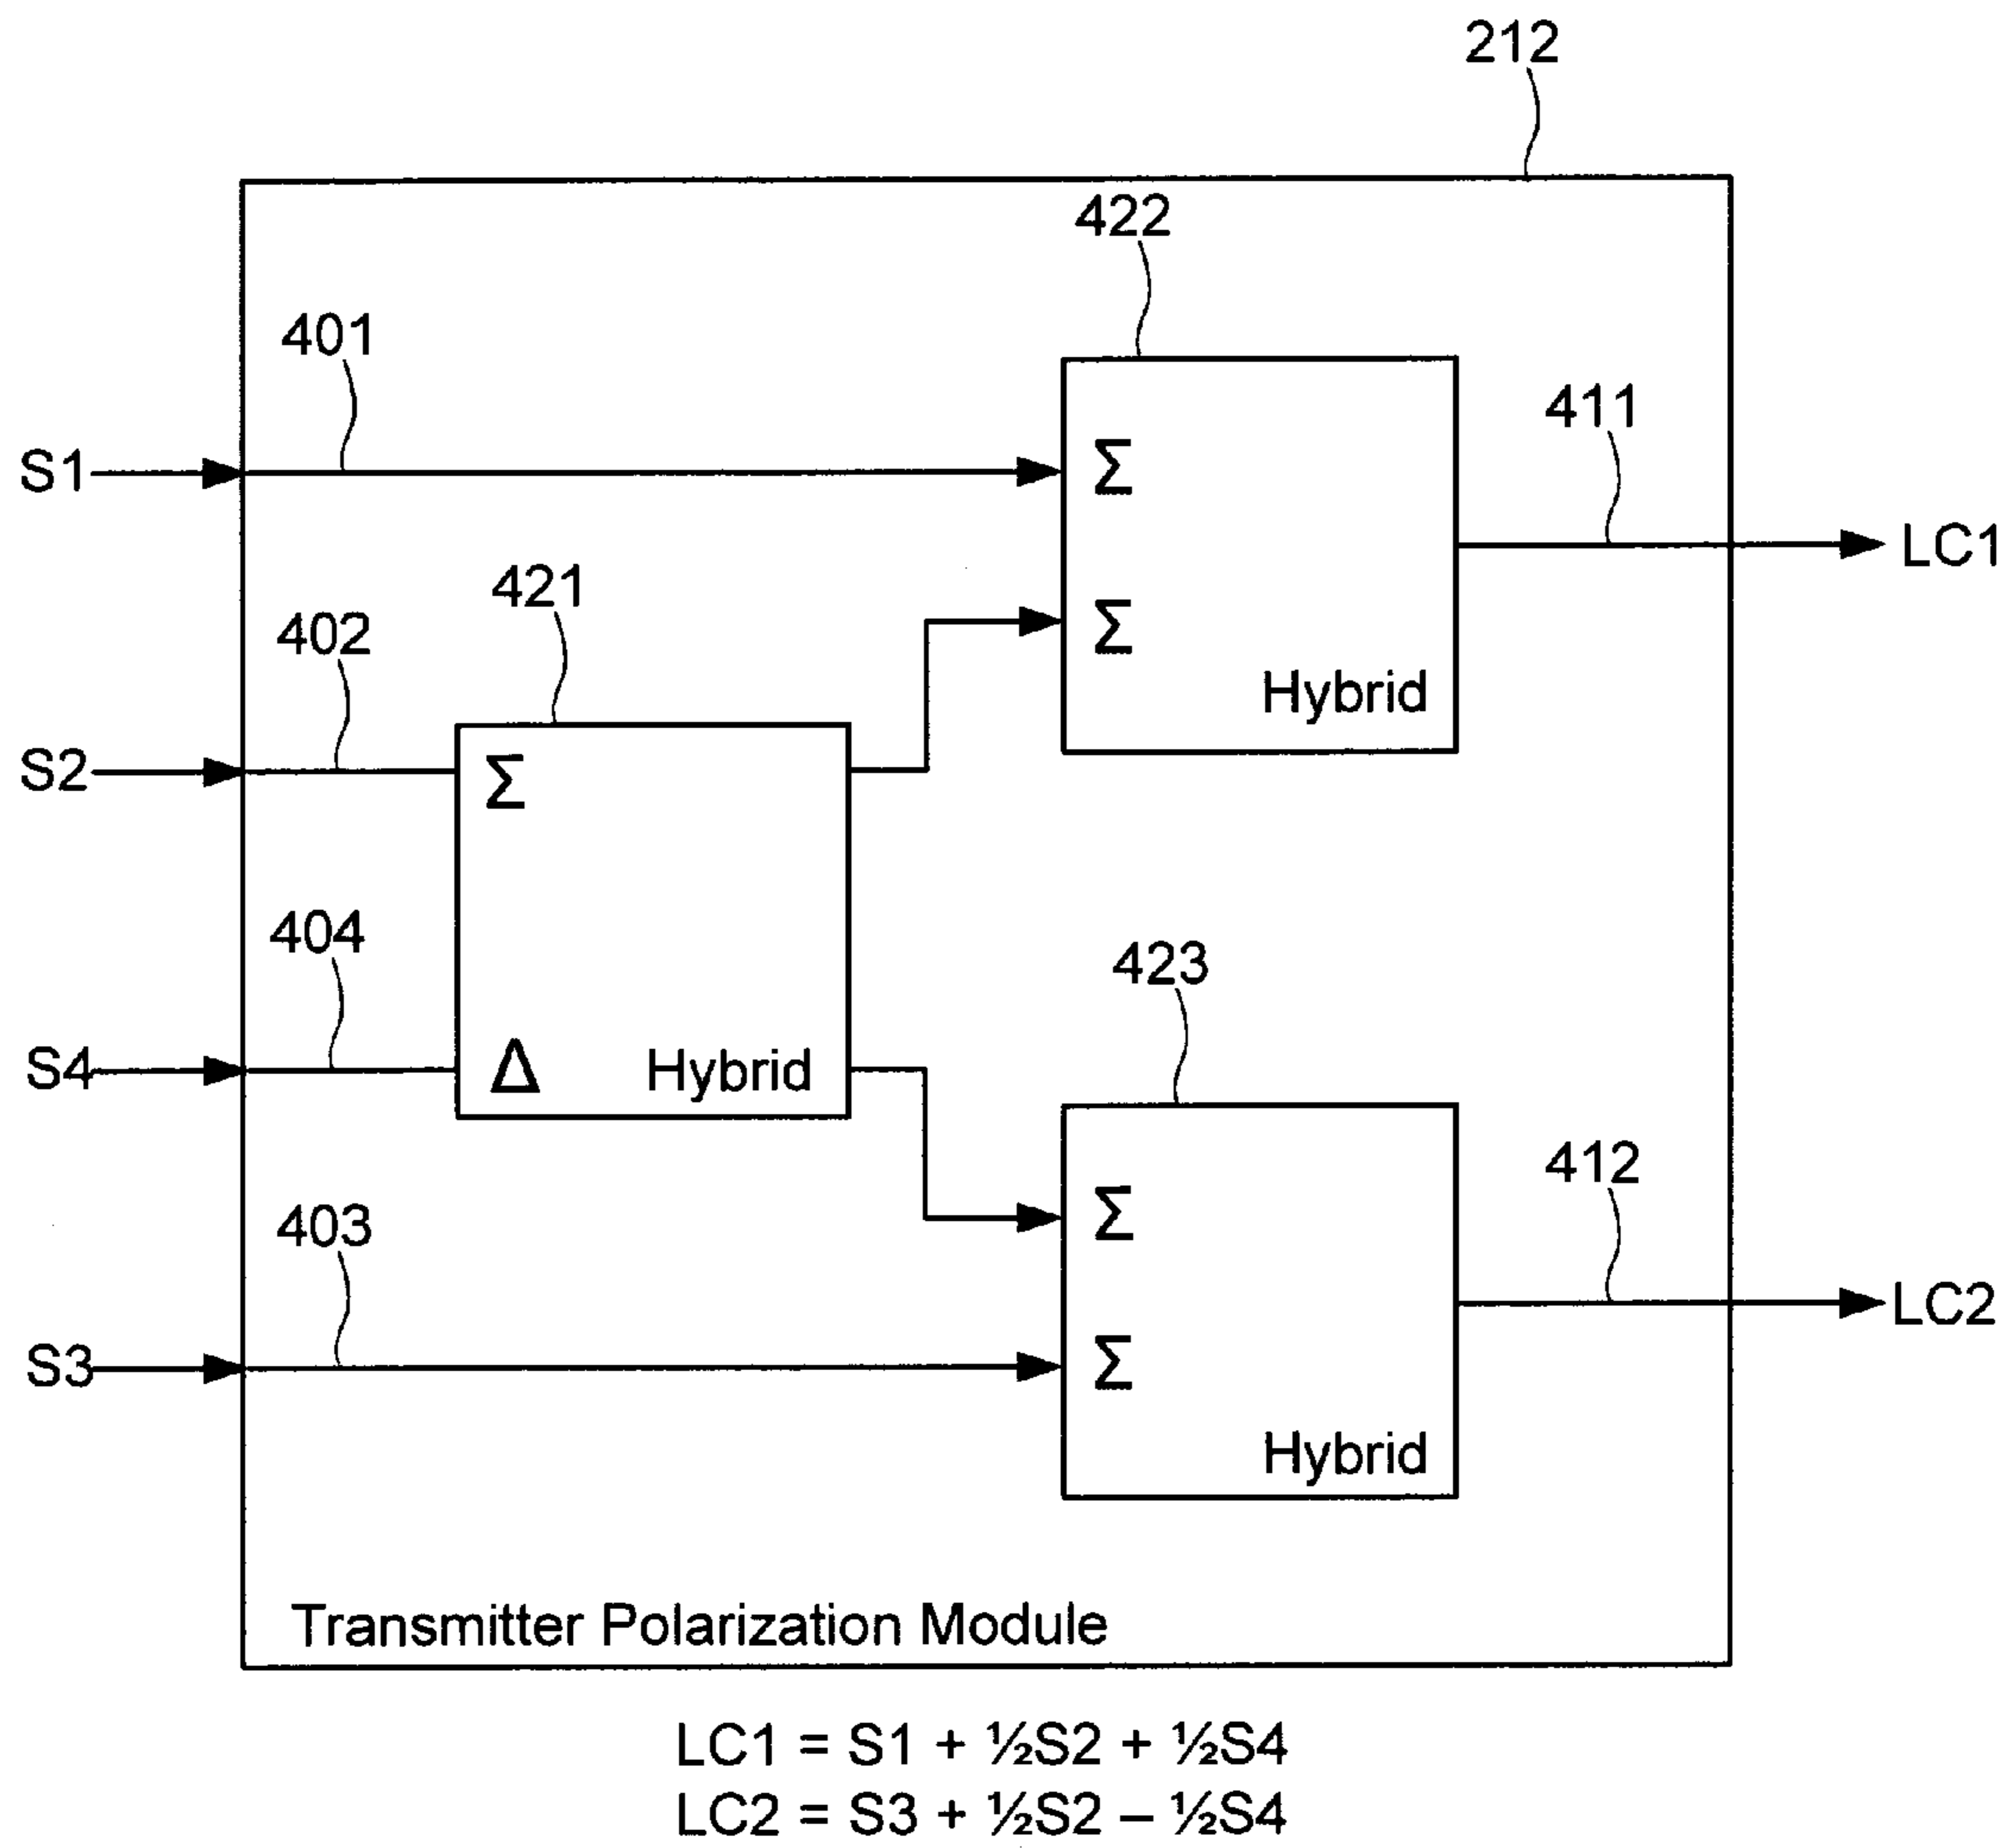 212
422
401
411
S1
Σ
LC1
421
402
Σ
Hybrid
S2
Σ
404
423
S4
Δ Hybrid
412
403
Σ
LC2
S3
Σ
Hybrid
Transmitter Polarization Module
LC1 = S1 + ½S2 + ½S4
LC2 = S3 + ½S2 – ½S4